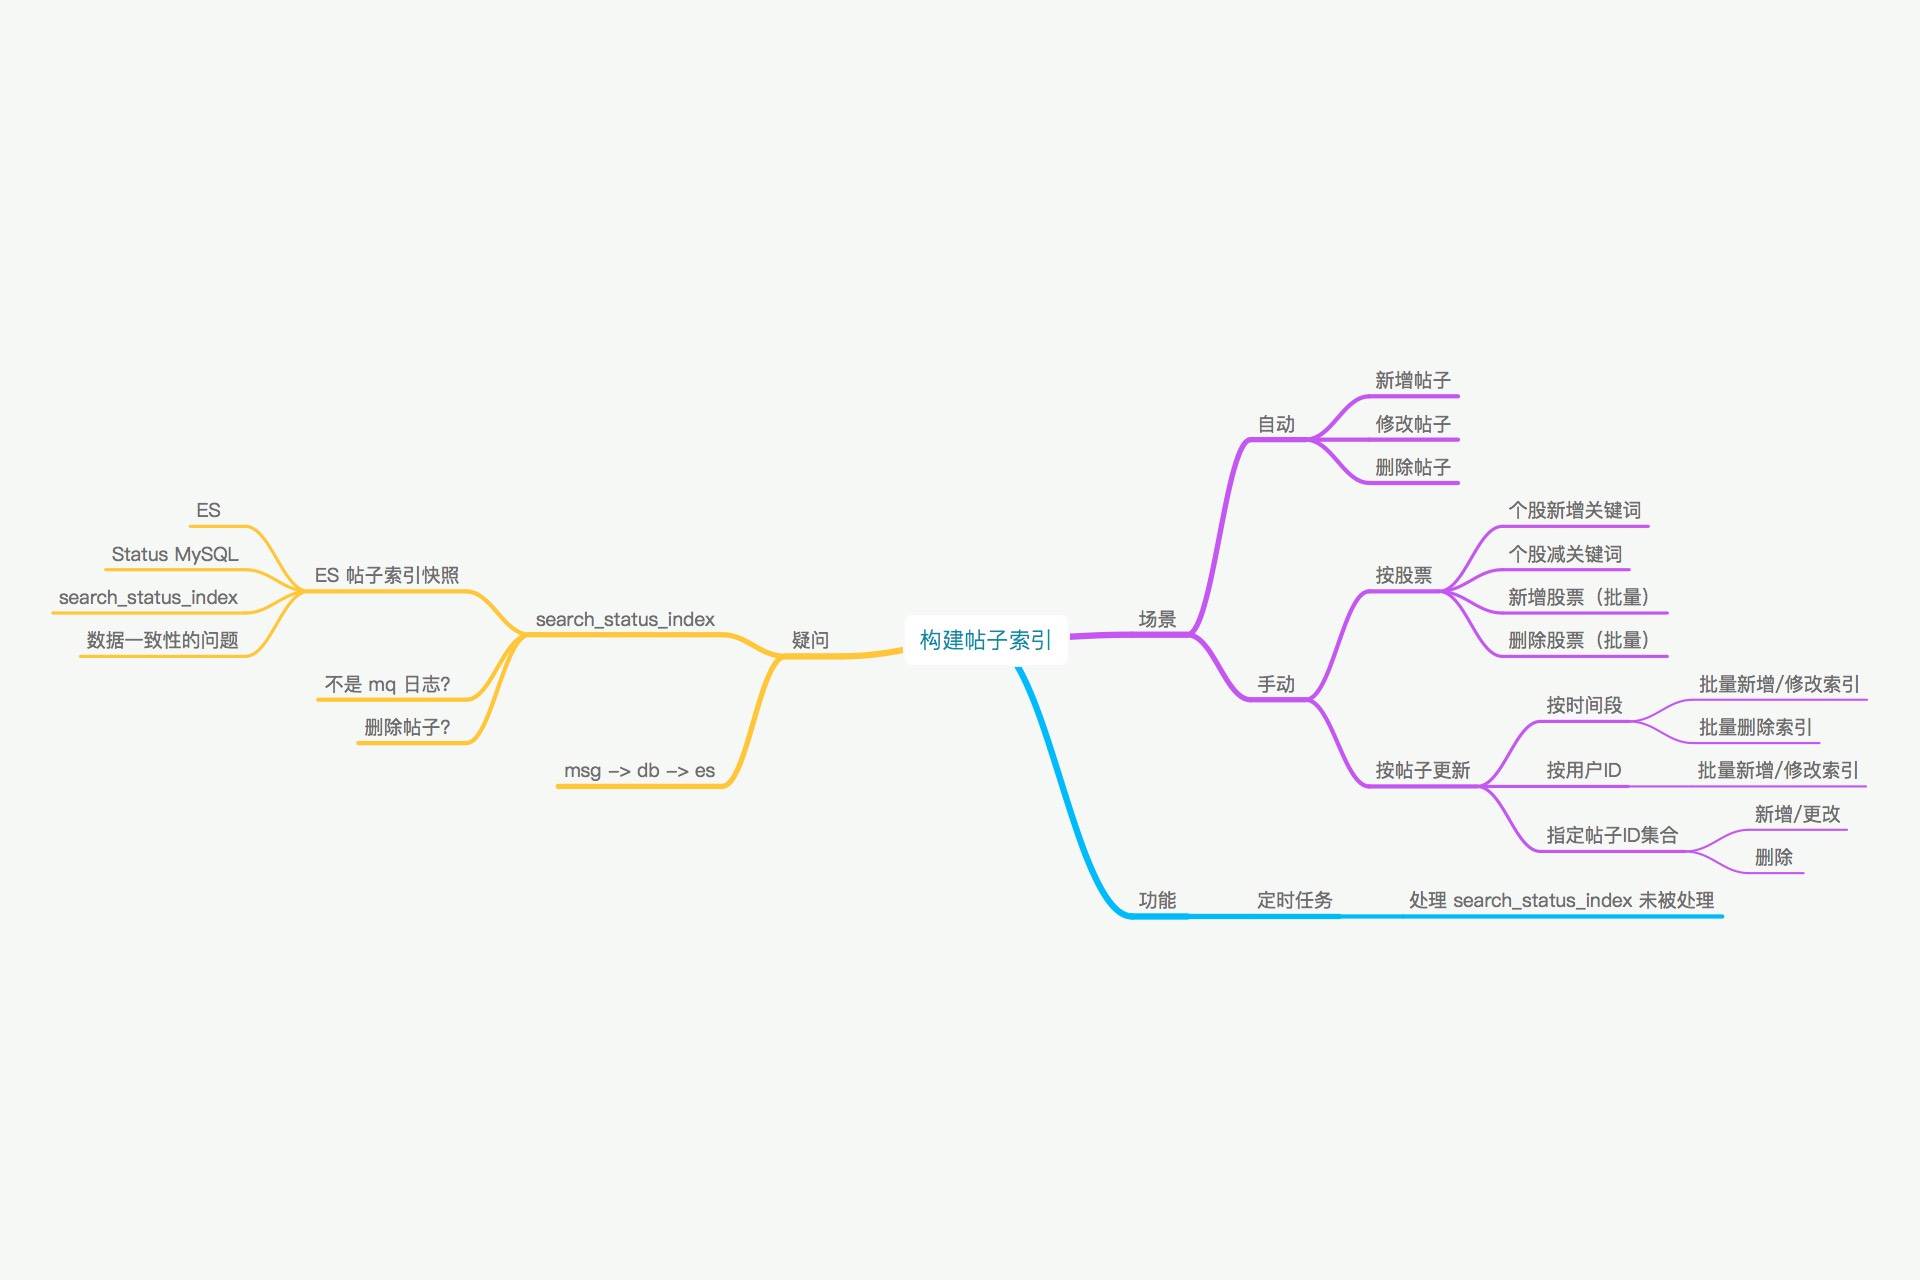 构建帖子索引
场景
自动
新增帖子
修改帖子
删除帖子
手动
按股票
个股新增关键词
个股减关键词
新增股票（批量）
删除股票（批量）
按帖子更新
按时间段
批量新增/修改索引
批量删除索引
按用户ID
批量新增/修改索引
指定帖子ID集合
新增/更改
删除
功能
定时任务
处理 search_status_index 未被处理
疑问
search_status_index
ES 帖子索引快照
ES
Status MySQL
search_status_index
数据一致性的问题
不是 mq 日志?
删除帖子?
msg -> db -> es